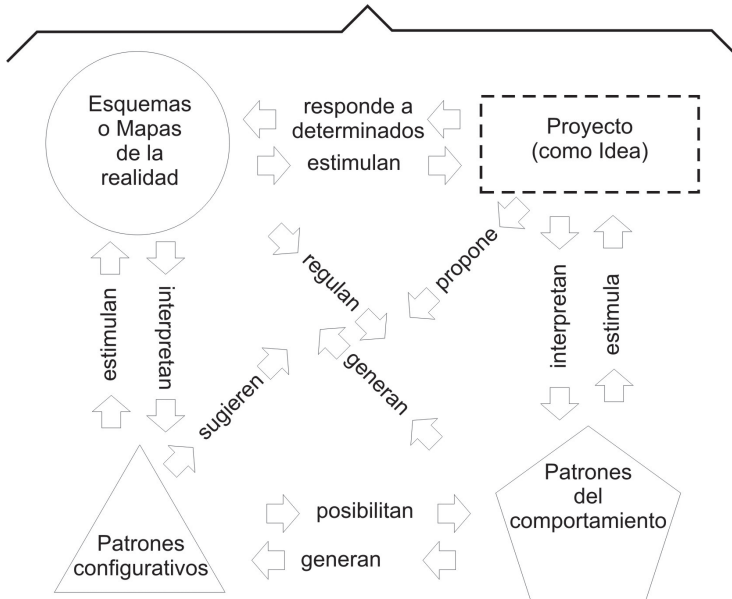 Esquemas
o Mapas
de la
realidad
responde a
determinados
estimulan
Proyecto
(como Idea)
regulan
propone
estimulan
interpretan
interpretan
estimula
sugieren
generan
Patrones
configurativos
posibilitan
generan
Patrones
del
comportamiento